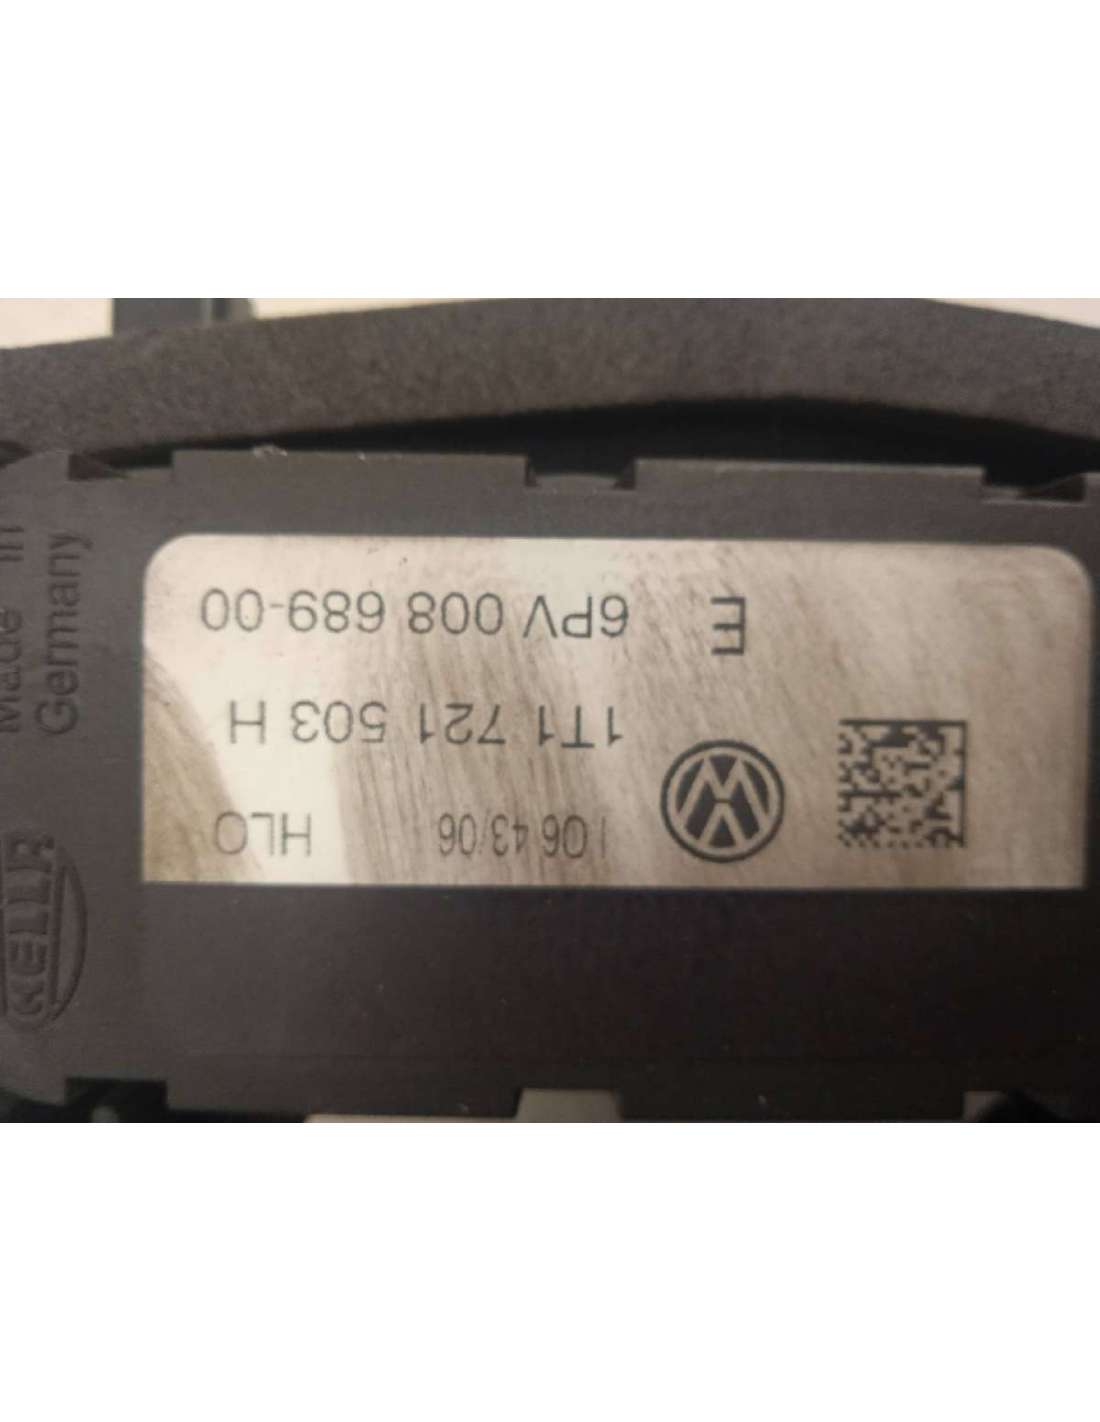 06 43/06 HLO
1T1 721 503 H
E 6PV 008 689-00
Made in
Germany
HELLA